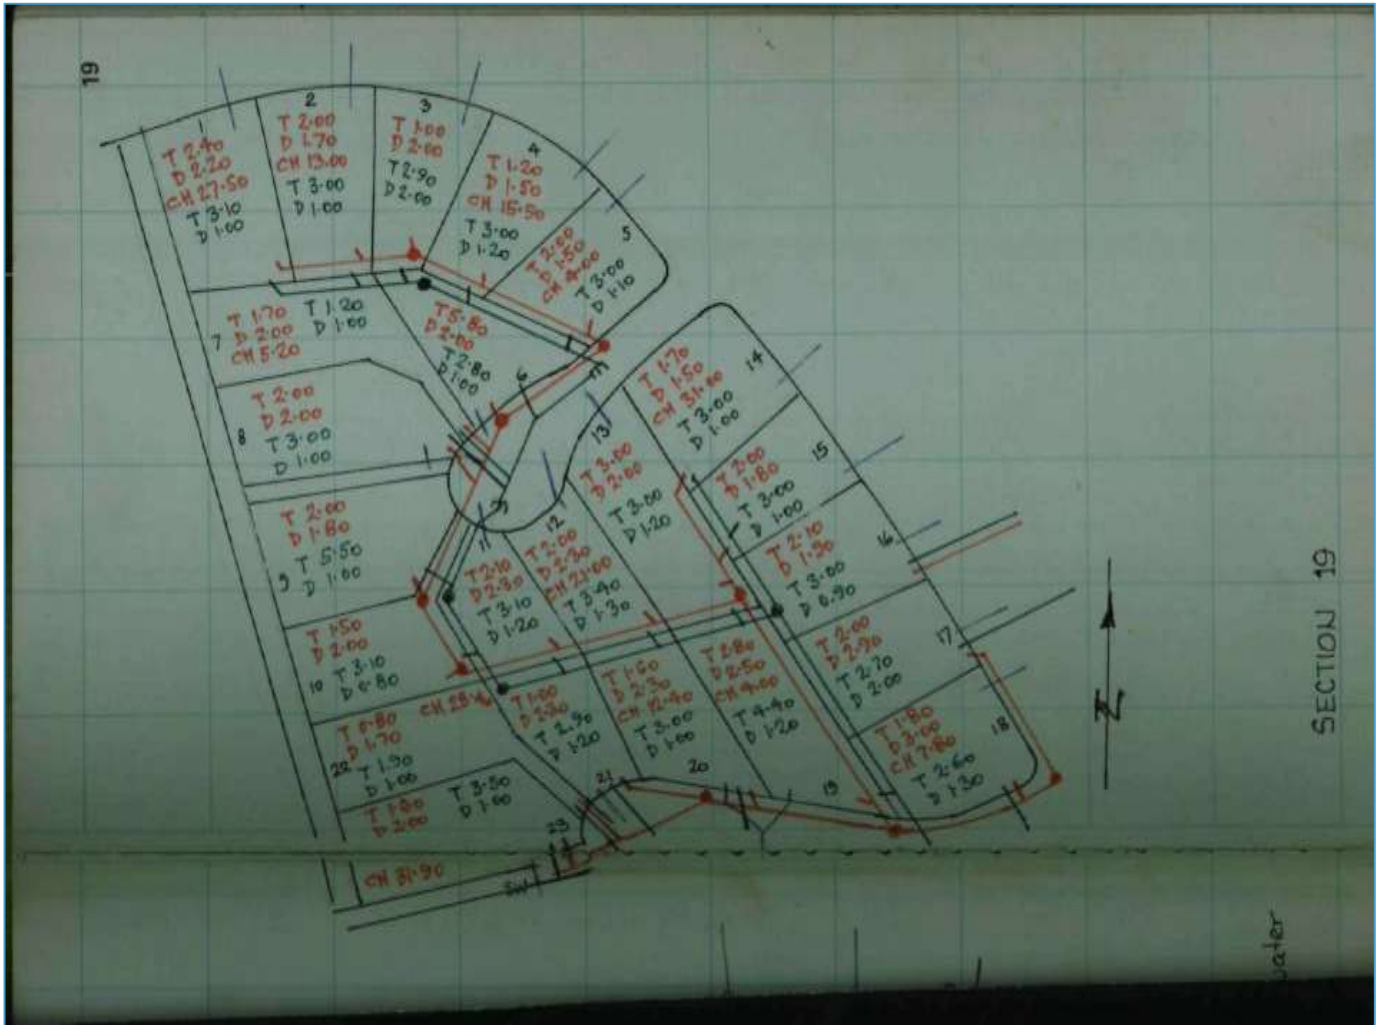 19
1
T 2.40
D 2.20
CH 27.50
T 3.10
D 1.00
2
T 2.00
D 1.70
CH 13.00
T 3.00
D 1.00
3
T 1.00
D 2.00
T 2.90
D 2.00
4
T 1.20
D 1.50
CH 15.50
T 3.00
D 1.20
5
2.00
D 1.50
CH 4.00
T 3.00
D 1.10
6
T 5.80
D 2.00
T 2.80
D 1.00
7
T 1.70
D 2.00
CH 5.20
T 1.20
D 1.00
8
T 2.00
D 2.00
T 3.00
D 1.00
9
T 2.00
D 1.80
T 5.50
D 1.00
10
T 1.50
D 2.00
T 3.10
D 0.80
11
T 2.10
D 2.30
T 3.10
D 1.20
12
T 2.00
D 2.30
CH 21.00
T 3.40
D 1.30
13
T 3.00
D 2.00
T 3.00
D 1.20
14
T 1.70
D 1.50
T 3.00
D 1.00
15
T 2.00
D 1.80
T 3.00
D 1.00
16
T 2.10
D 1.90
T 3.00
D 0.90
17
T 2.00
D 2.20
T 2.70
D 2.00
18
T 1.80
D 3.00
CH 7.80
T 2.60
D 1.30
19
T 2.80
D 2.50
CH 4.00
T 4.40
D 1.20
20
T 1.60
D 2.30
CH 12.40
T 3.00
D 1.00
21
T 1.00
T 2.90
D 1.20
22
T 0.80
D 1.70
T 1.90
D 1.00
23
D 2.00
T 3.50
D 1.00
CH 31.90
SW
N
SECTION 19
water